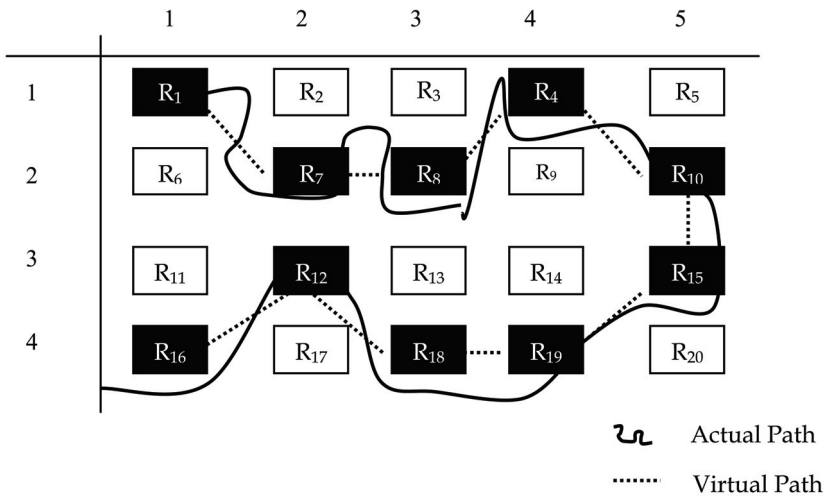 1 2 3 4 5
1 R₁ R₂ R₃ R₄ R₅
2 R₆ R₇ R₈ R₉ R₁₀
3 R₁₁ R₁₂ R₁₃ R₁₄ R₁₅
4 R₁₆ R₁₇ R₁₈ R₁₉ R₂₀
Actual Path
Virtual Path